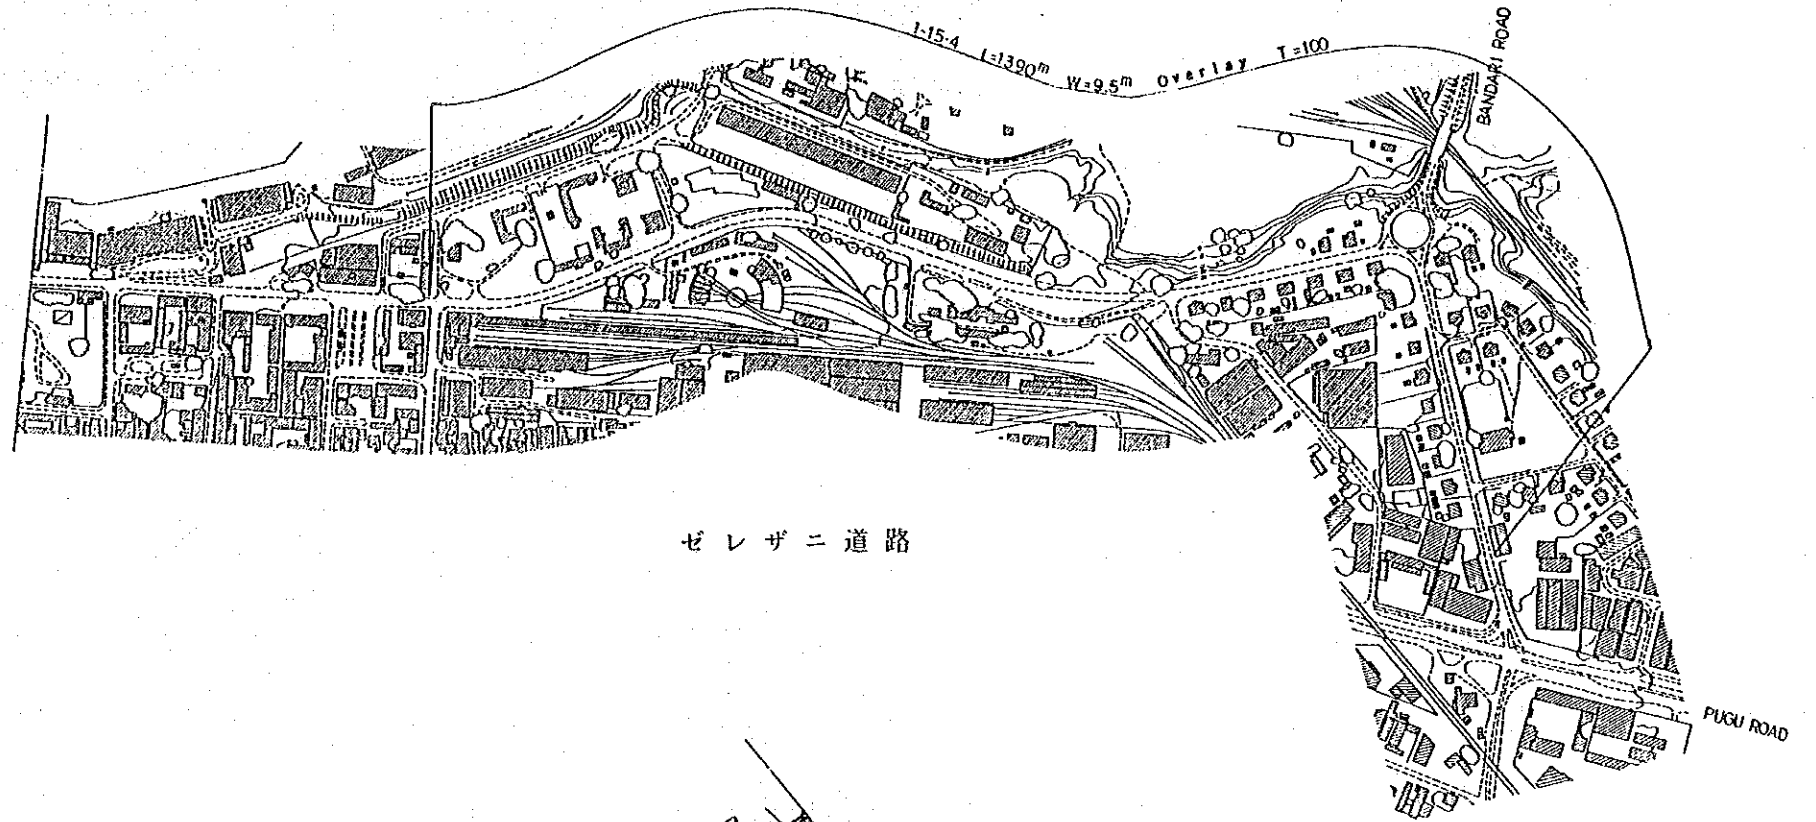 1-15-4 L=1390m W=9.5m Overlay T=100
BANDARI ROAD
ゼレザニ道路
PUGU ROAD